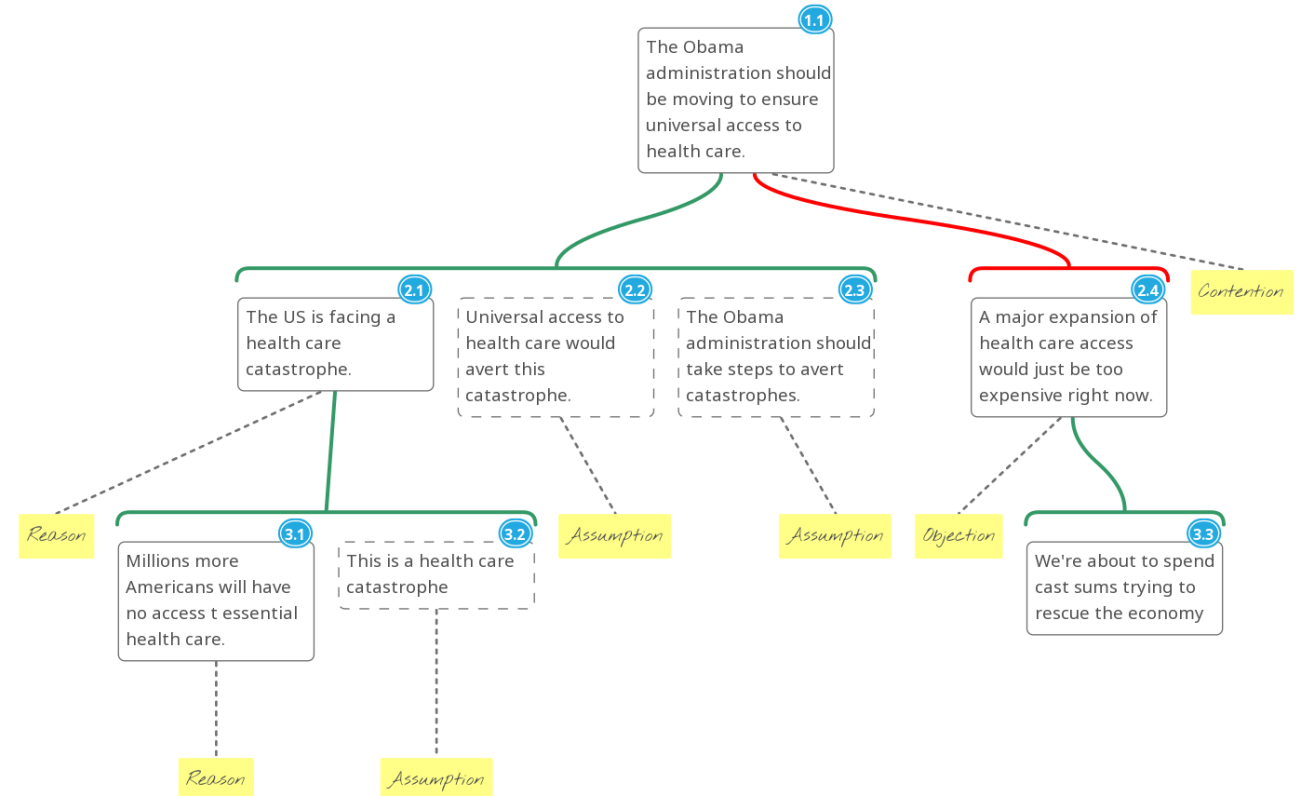 1.1
The Obama
administration should
be moving to ensure
universal access to
health care.
Contention
2.1
The US is facing a
health care
catastrophe.
2.2
Universal access to
health care would
avert this
catastrophe.
2.3
The Obama
administration should
take steps to avert
catastrophes.
2.4
A major expansion of
health care access
would just be too
expensive right now.
Reason
Assumption
Assumption
Objection
3.1
Millions more
Americans will have
no access t essential
health care.
3.2
This is a health care
catastrophe
3.3
We're about to spend
cast sums trying to
rescue the economy
Reason
Assumption